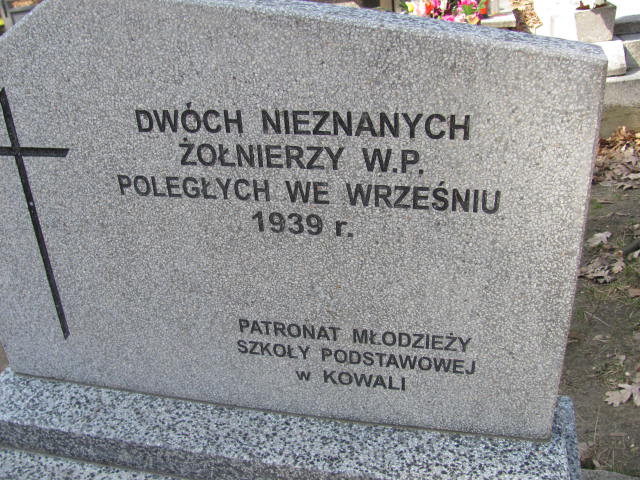 DWÓCH NIEZNANYCH
ŻOŁNIERZY W.P.
POLEGŁYCH WE WRZEŚNIU
1939 r.
PATRONAT MŁODZIEŻY
SZKOŁY PODSTAWOWEJ
w KOWALI